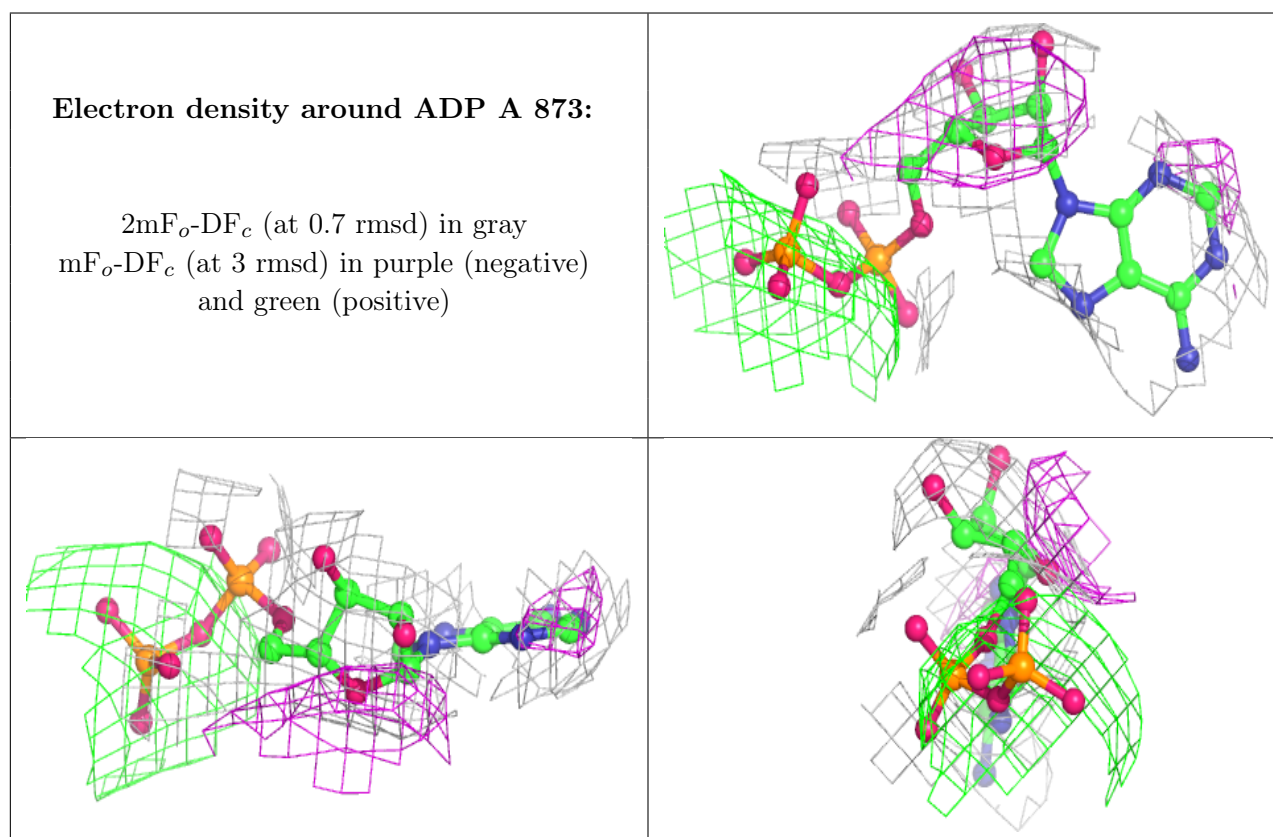 Electron density around ADP A 873:
2mFo-DFc (at 0.7 rmsd) in gray
mFo-DFc (at 3 rmsd) in purple (negative)
and green (positive)